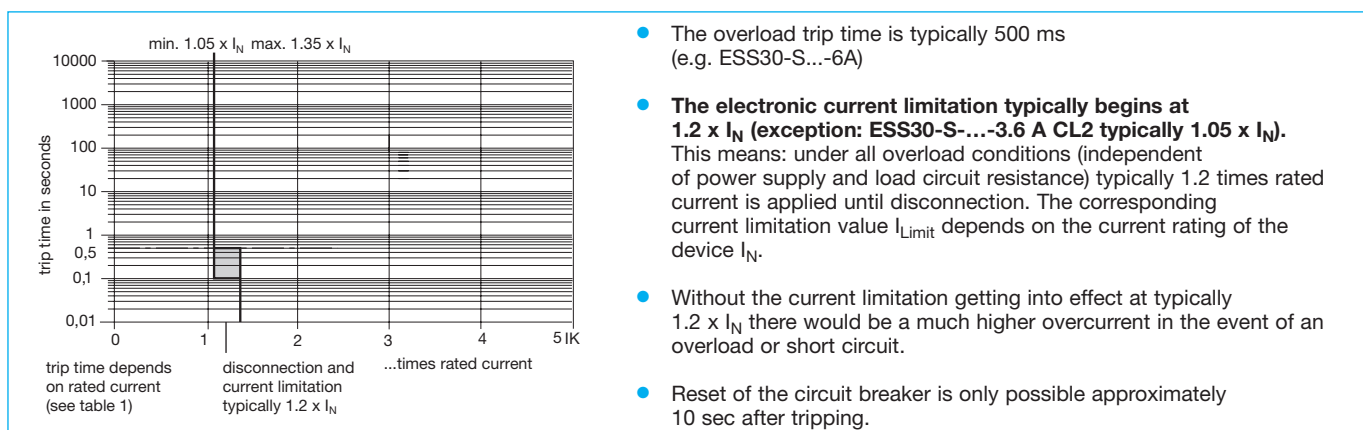 min. 1.05 x IN max. 1.35 x IN
10000
1000
100
10
1
0,5
0,1
0,01
trip time in seconds
0 1 2 3 4 5 IK
trip time depends
on rated current
(see table 1)
disconnection and
current limitation
typically 1.2 x IN
...times rated current
● The overload trip time is typically 500 ms
(e.g. ESS30-S...-6A)
● The electronic current limitation typically begins at
1.2 x IN (exception: ESS30-S-...-3.6 A CL2 typically 1.05 x IN).
This means: under all overload conditions (independent
of power supply and load circuit resistance) typically 1.2 times rated
current is applied until disconnection. The corresponding
current limitation value ILimit depends on the current rating of the
device IN.
● Without the current limitation getting into effect at typically
1.2 x IN there would be a much higher overcurrent in the event of an
overload or short circuit.
● Reset of the circuit breaker is only possible approximately
10 sec after tripping.